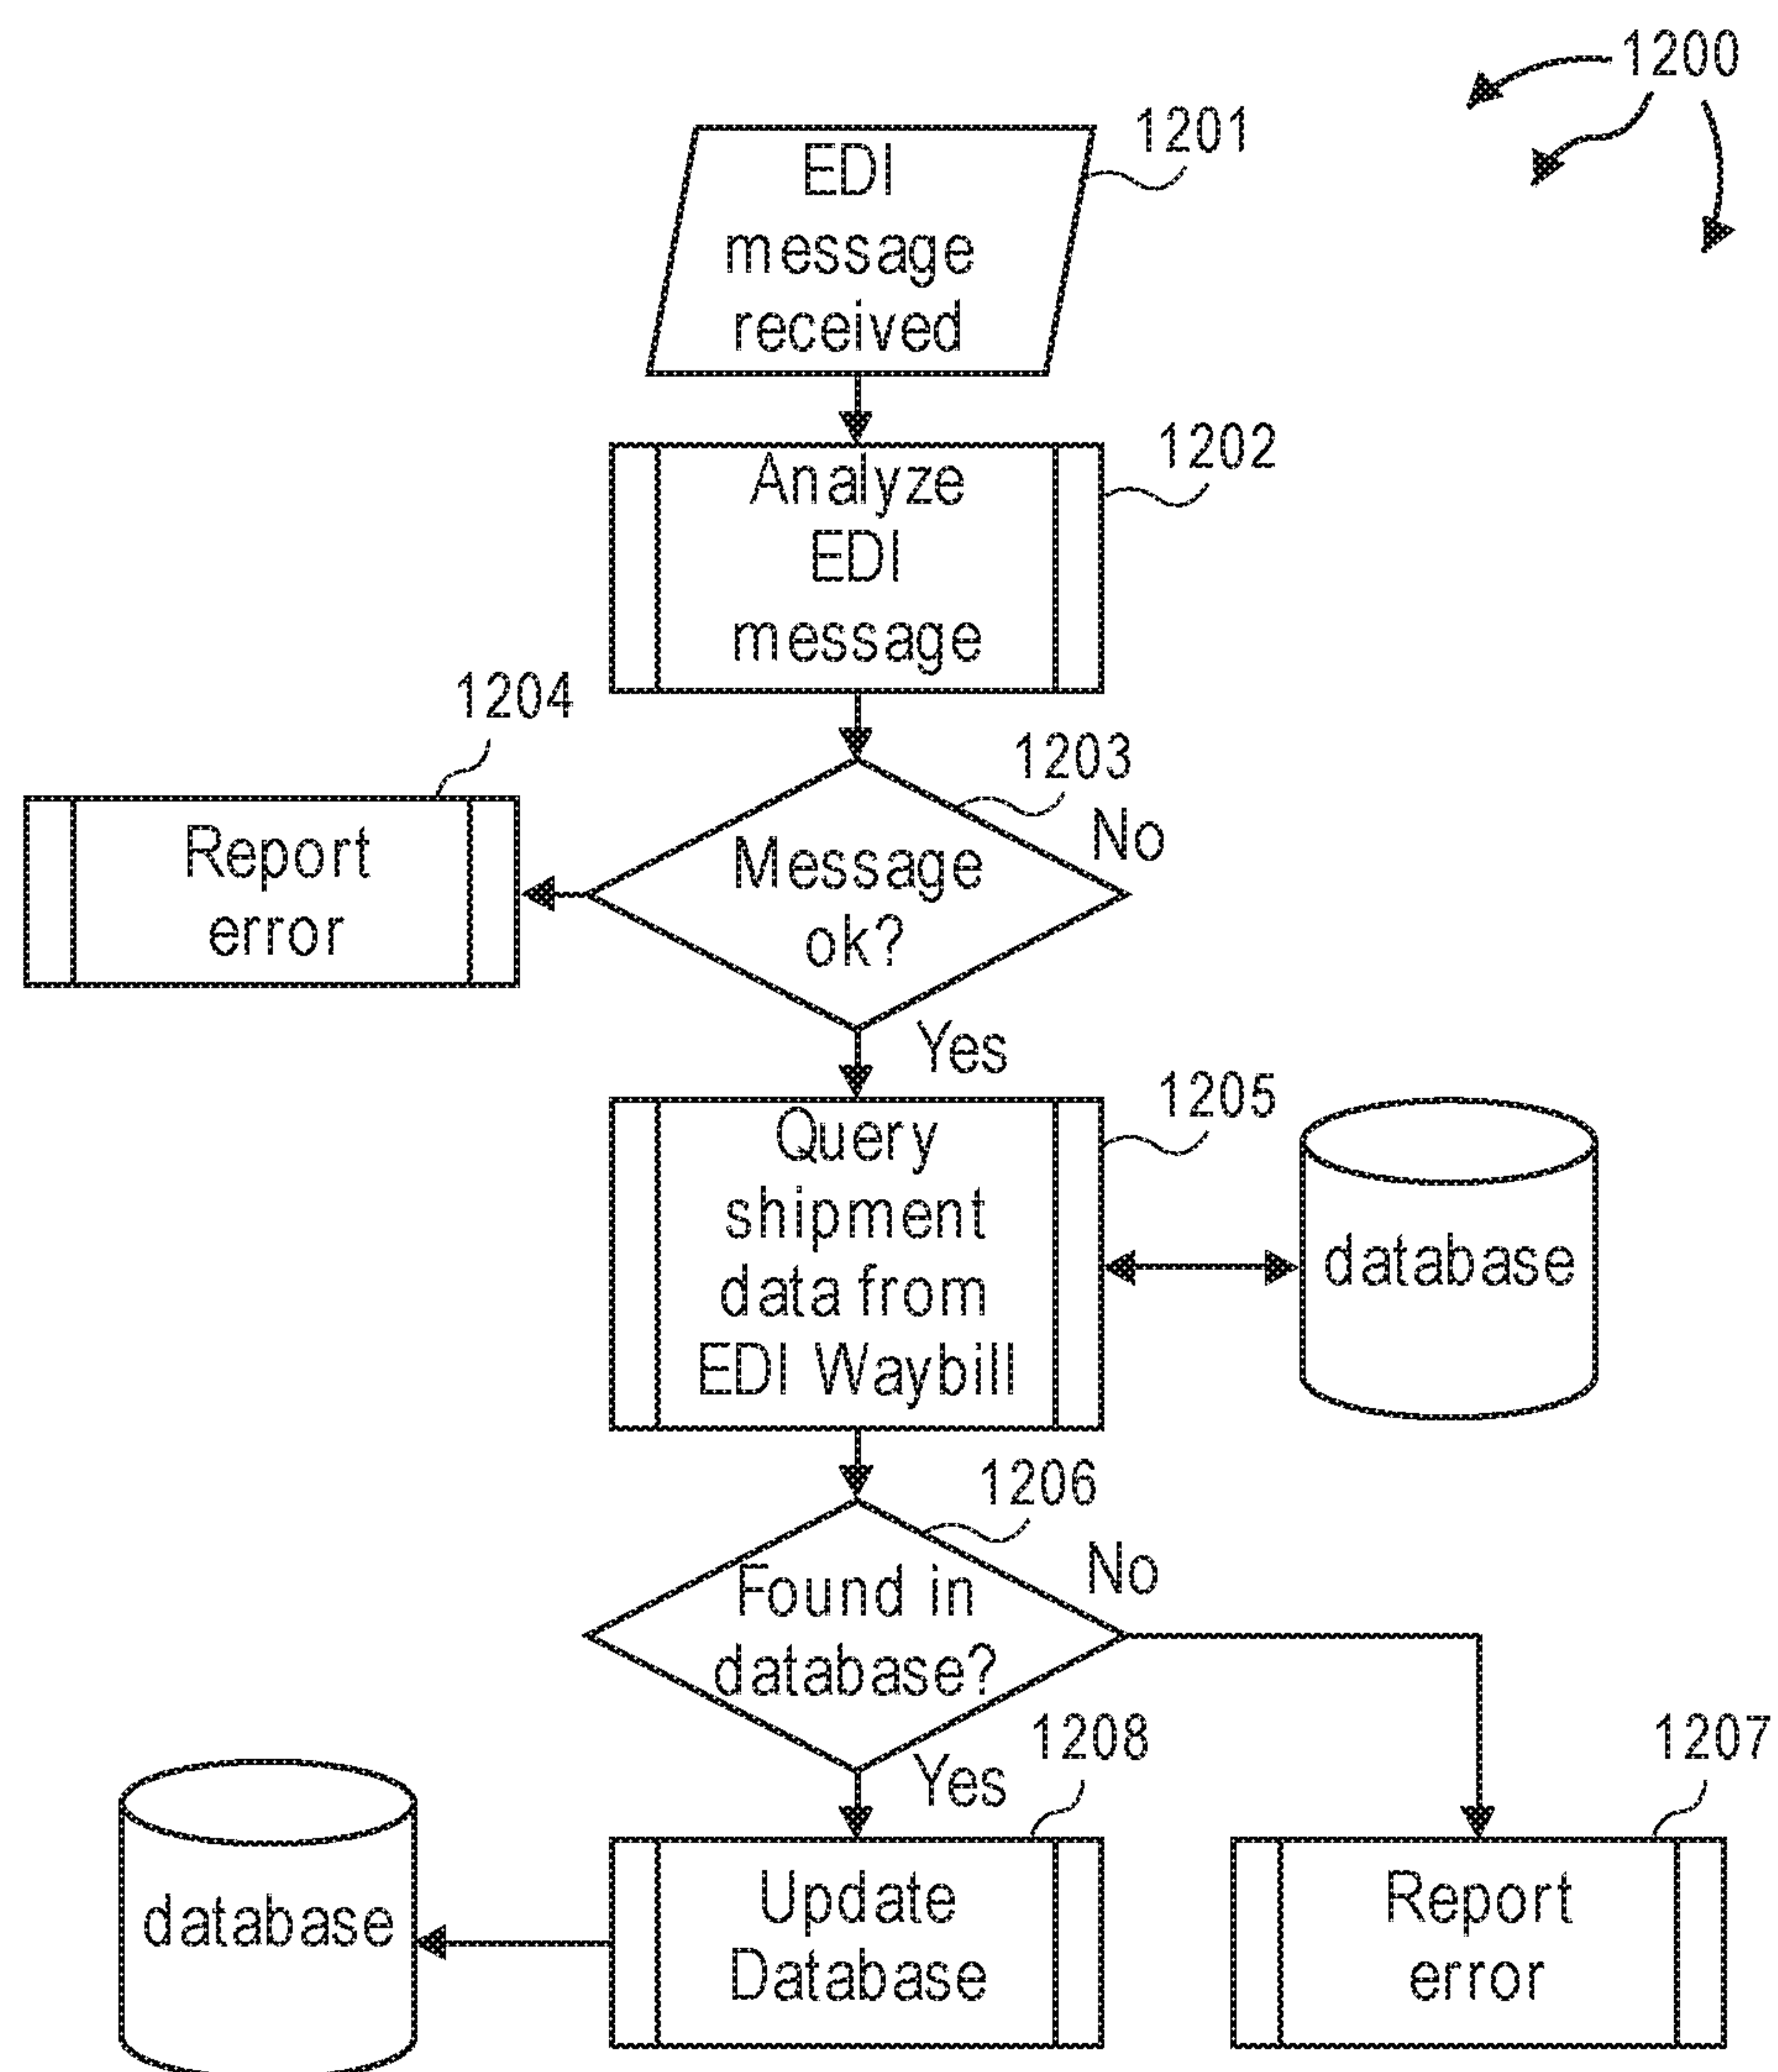 1200
1201
EDI
message
received
1202
Analyze
EDI
message
1204
1203
No
Report
error
Message
ok?
Yes
1205
Query
shipment
data from
EDI Waybill
database
1206
No
Found in
database?
1208
Yes
1207
database
Update
Database
Report
error